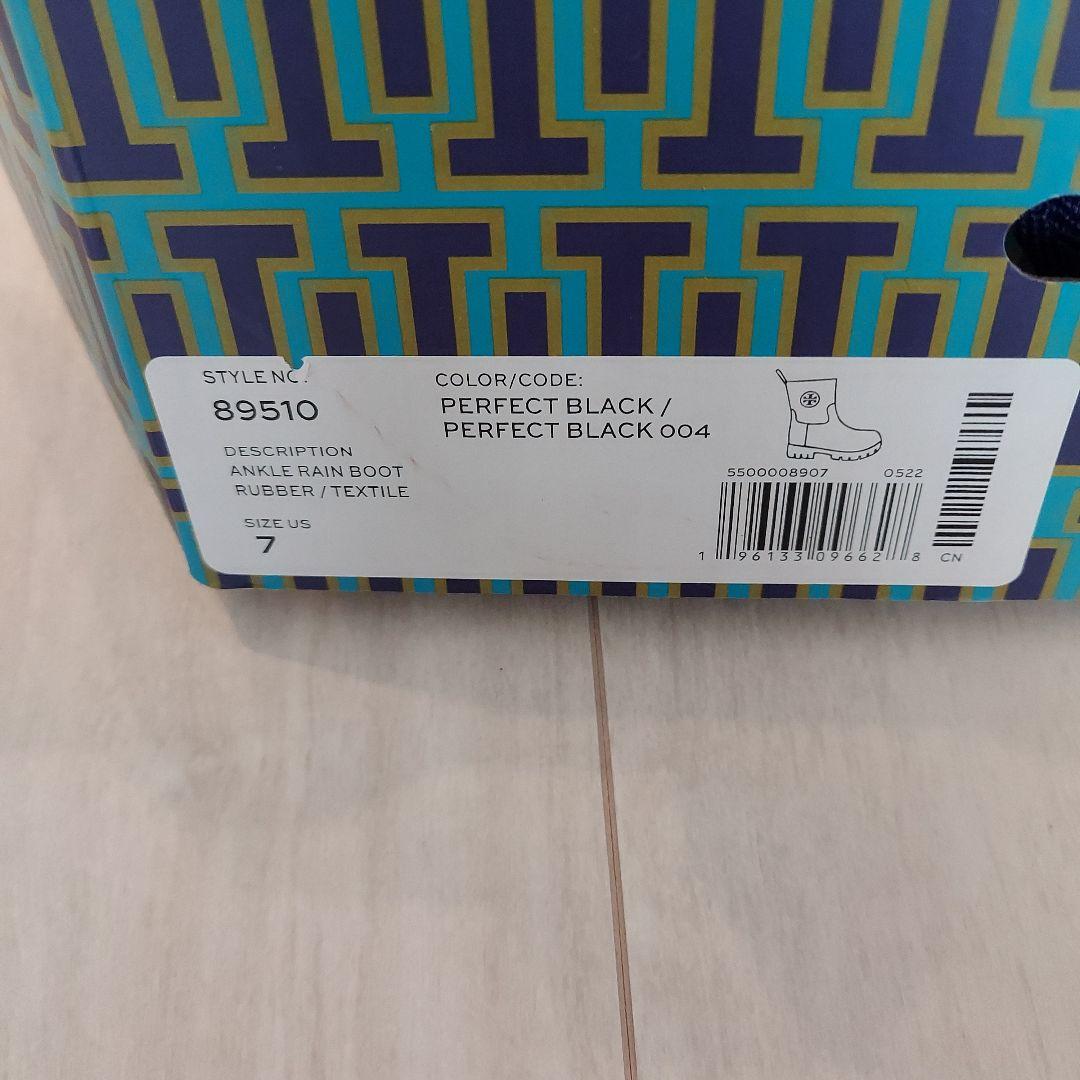 STYLE NO.
89510
DESCRIPTION
ANKLE RAIN BOOT
RUBBER / TEXTILE
SIZE US
7
COLOR/CODE:
PERFECT BLACK /
PERFECT BLACK 004
5500008907 0522
1 96133 09662 8 CN